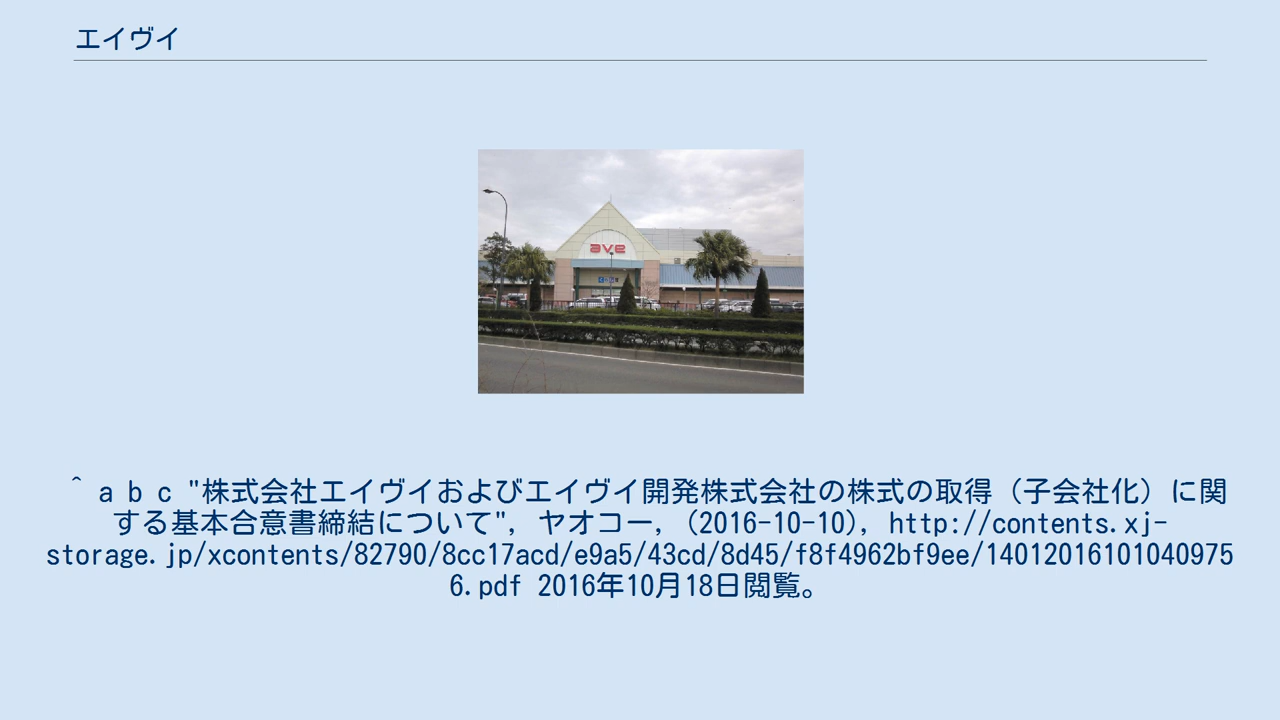 エイヴイ
ave
^ a b c "株式会社エイヴイおよびエイヴイ開発株式会社の株式の取得（子会社化）に関
する基本合意書締結について", ヤオコー, (2016-10-10), http://contents.xj-
storage.jp/xcontents/82790/8cc17acd/e9a5/43cd/8d45/f8f4962bf9ee/14012016101040975
6.pdf 2016年10月18日閲覧。